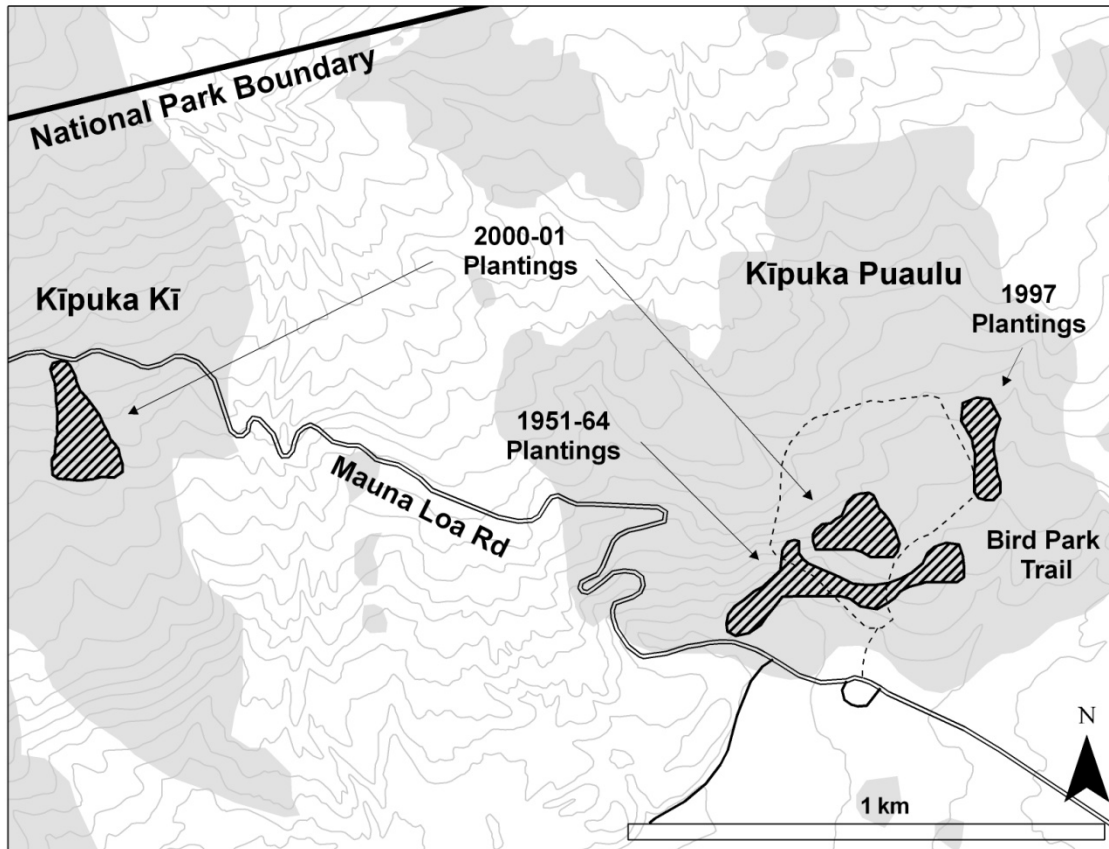 National Park Boundary
2000-01
Plantings
Kīpuka Puaulu
Kīpuka Kī
1997
Plantings
1951-64
Plantings
Mauna Loa Rd
Bird Park
Trail
N
1 km